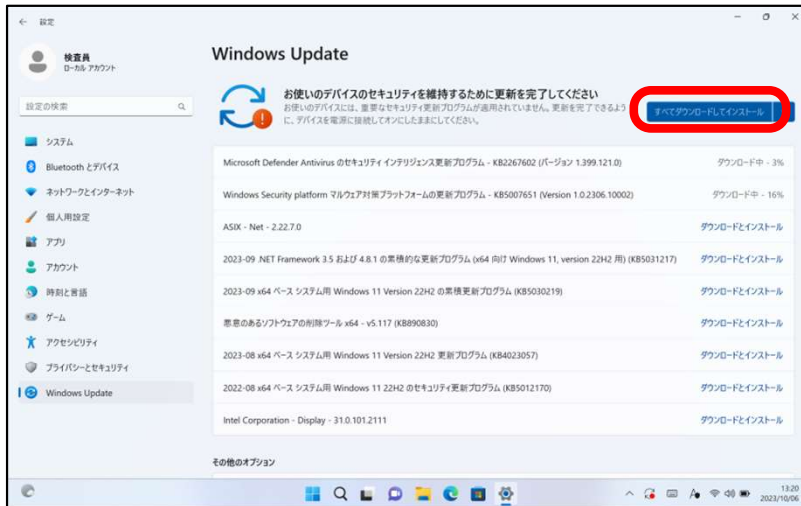 設定
検査員
ローカル アカウント
設定の検索
システム
Bluetooth とデバイス
ネットワークとインターネット
個人用設定
アプリ
アカウント
時刻と言語
ゲーム
アクセシビリティ
プライバシーとセキュリティ
Windows Update
Windows Update
お使いのデバイスのセキュリティを維持するために更新を完了してください
お使いのデバイスには、重要なセキュリティ更新プログラムが適用されていません。更新を完了できるよう
に、デバイスを電源に接続してオンにしたままにしてください。
すべてダウンロードしてインストール
Microsoft Defender Antivirus のセキュリティ インテリジェンス更新プログラム - KB2267602 (バージョン 1.399.121.0) ダウンロード中 - 3%
Windows Security platform マルウェア対策プラットフォームの更新プログラム - KB5007651 (Version 1.0.2306.10002) ダウンロード中 - 16%
ASIX - Net - 2.22.7.0 ダウンロードとインストール
2023-09 .NET Framework 3.5 および 4.8.1 の累積的な更新プログラム (x64 向け Windows 11, version 22H2 用) (KB5031217) ダウンロードとインストール
2023-09 x64 ベース システム用 Windows 11 Version 22H2 の累積更新プログラム (KB5030219) ダウンロードとインストール
悪意のあるソフトウェアの削除ツール x64 - v5.117 (KB890830) ダウンロードとインストール
2023-08 x64 ベース システム用 Windows 11 Version 22H2 更新プログラム (KB4023057) ダウンロードとインストール
2022-08 x64 ベース システム用 Windows 11 22H2 のセキュリティ更新プログラム (KB5012170) ダウンロードとインストール
Intel Corporation - Display - 31.0.101.2111 ダウンロードとインストール
その他のオプション
13:20
2023/10/06